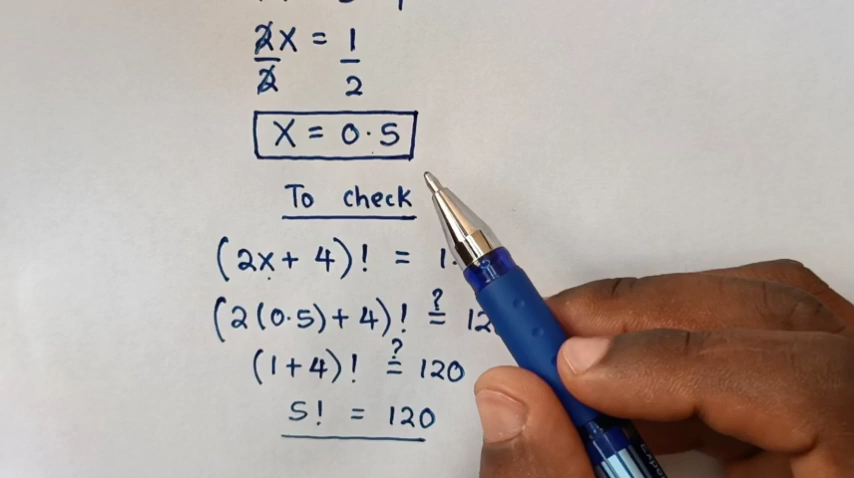 2x = 1
2 2
x = 0.5
To check
(2x + 4)! = 1
(2(0.5) + 4)! ≟ 12
(1 + 4)! ≟ 120
5! = 120